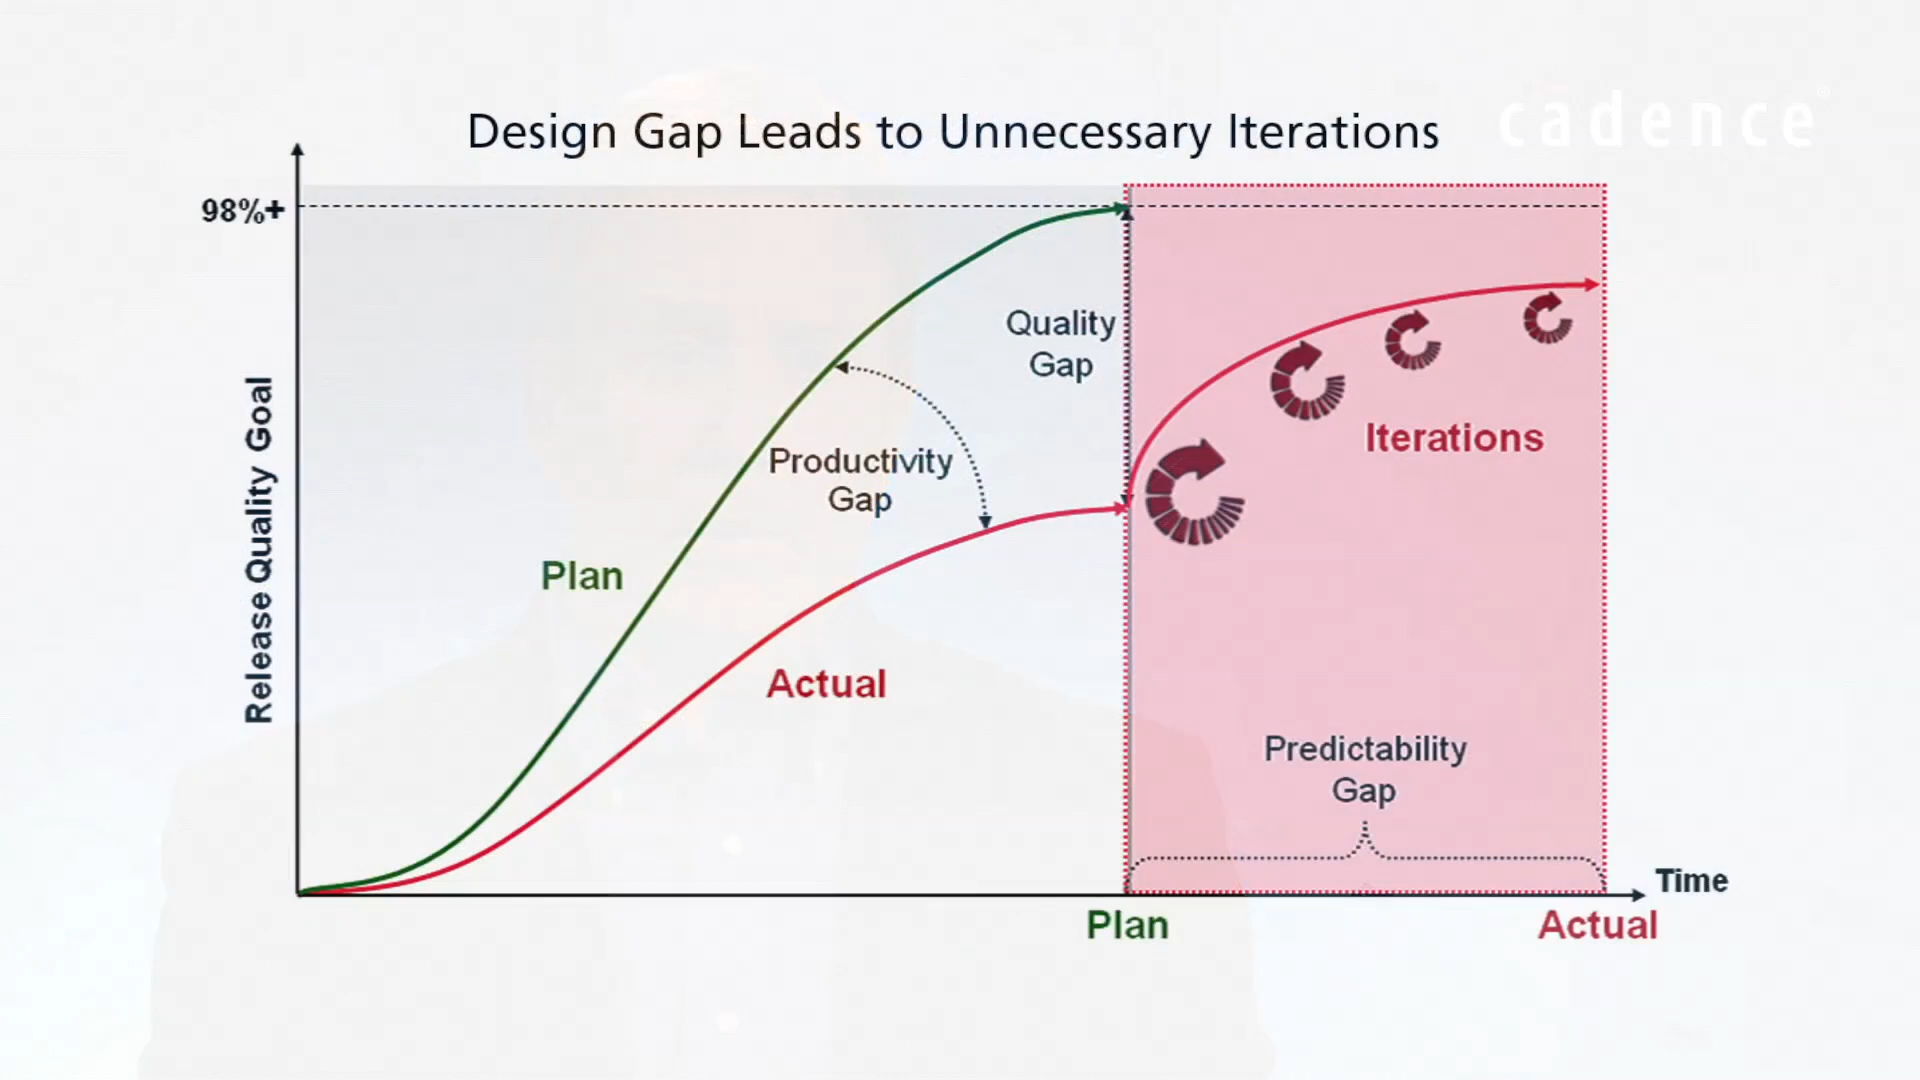 cādence®
Design Gap Leads to Unnecessary Iterations
98%+
Release Quality Goal
Quality
Gap
Productivity
Gap
Plan
Actual
Iterations
Predictability
Gap
Time
Plan
Actual